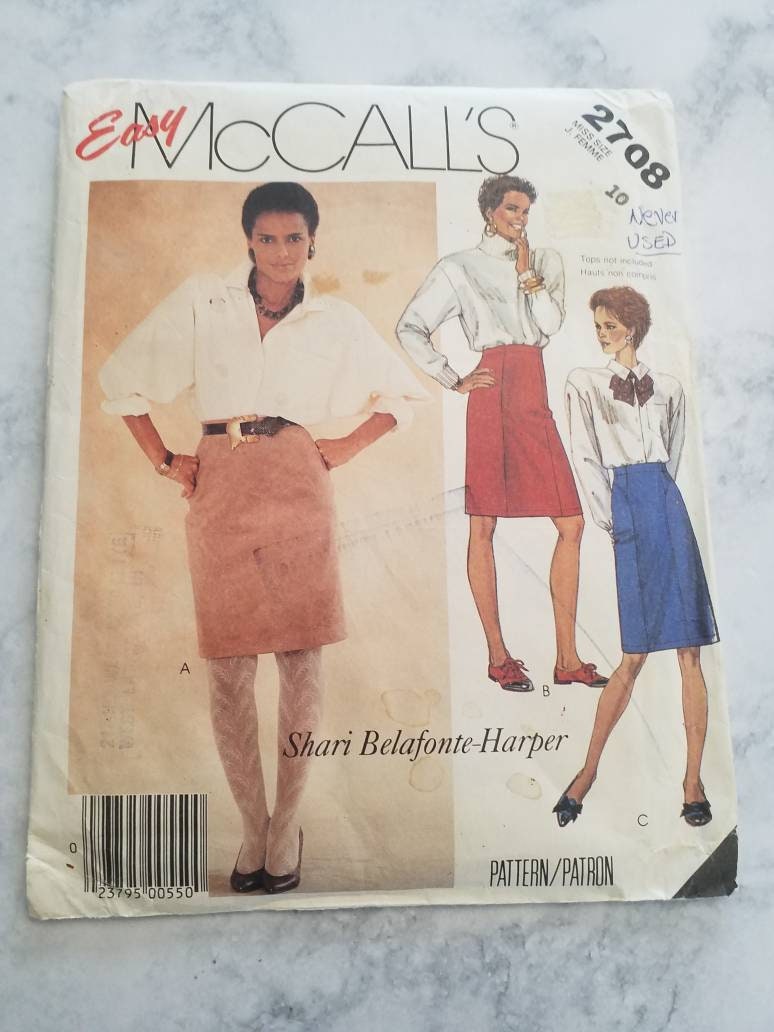 Easy McCALL'S®
2708
MISS SIZE
J. FEMME
10
Never
USED
Tops not included
Hauts non compris
A
B
Shari Belafonte-Harper
C
0
23795 00550
PATTERN/PATRON